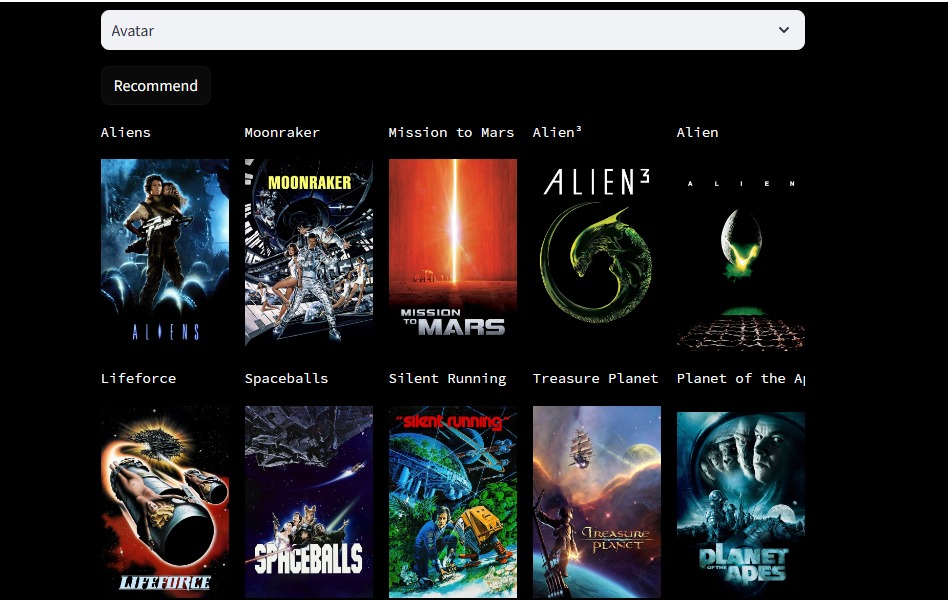 Avatar
Recommend
Aliens
Moonraker
Mission to Mars
Alien³
Alien
ALIENS
MOONRAKER
MISSION
TO MARS
ALIEN³
A L I E N
Lifeforce
Spaceballs
Silent Running
Treasure Planet
Planet of the Ap
LIFEFORCE
SPACEBALLS
"silent running"
TREASURE
PLANET
PLANET
OF THE APES